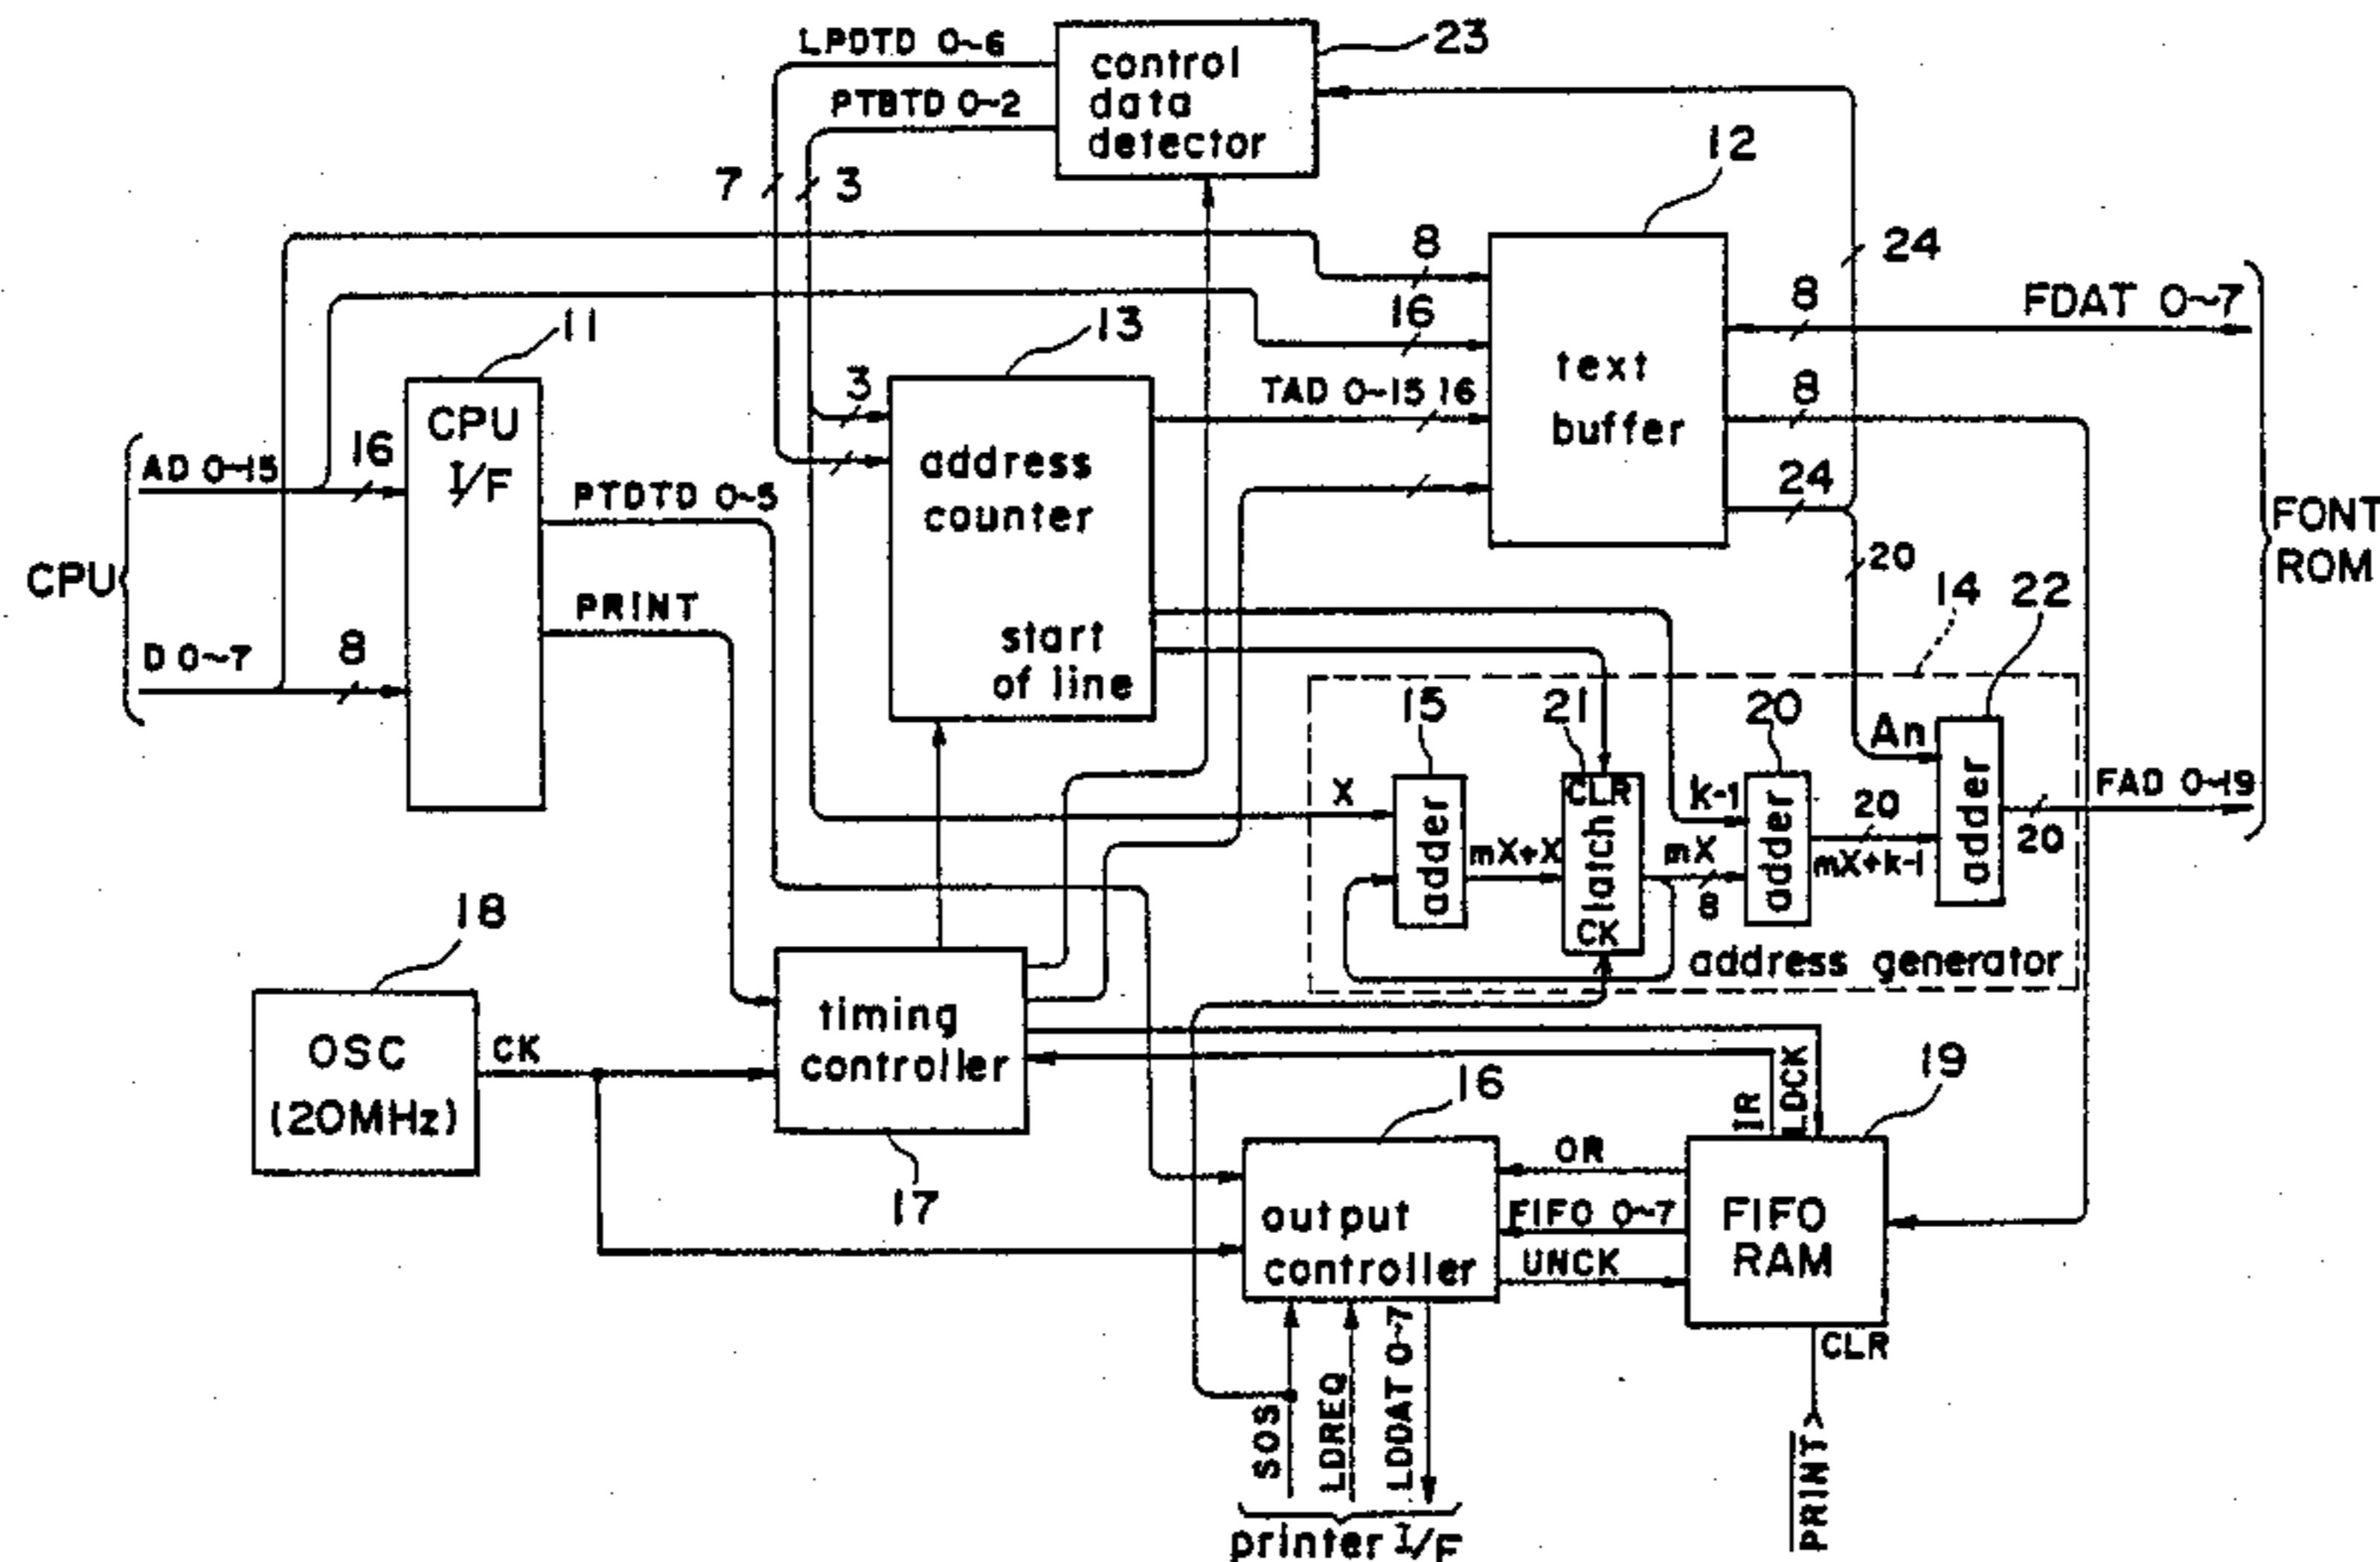 LPDTD 0~6
control
data
detector
23
PTBTD 0~2
7
3
12
24
8
16
11
13
3
CPU
I/F
AD 0~15
16
PTDTD 0~5
PRINT
CPU
D 0~7
8
address
counter
start
of line
TAD 0~15 16
text
buffer
8
FDAT 0~7
8
24
20
FONT
ROM
14
22
15
21
20
An
X
adder
mX+X
CLR
latch
CK
k-1
mX
8
adder
20
mX+k-1
adder
FAD 0~19
20
address generator
18
OSC
(20MHz)
CK
timing
controller
17
IR
LDCK
19
16
OR
FIFO 0~7
UNCK
output
controller
FIFO
RAM
CLR
SOS
LDREQ
LDDAT 0~7
PRINT
printer I/F